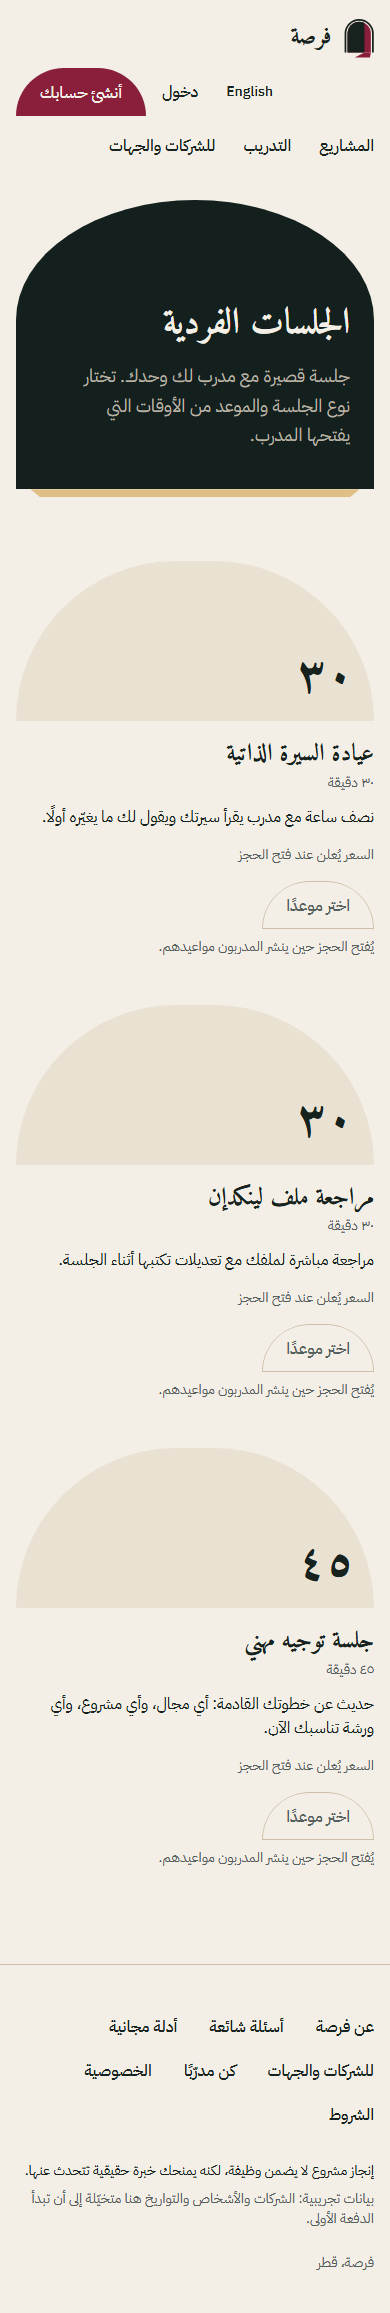 فرصة
English
دخول
أنشئ حسابك
المشاريع
التدريب
للشركات والجهات
الجلسات الفردية
جلسة قصيرة مع مدرب لك وحدك. تختار
نوع الجلسة والموعد من الأوقات التي
يفتحها المدرب.
٣٠
عيادة السيرة الذاتية
٣٠ دقيقة
نصف ساعة مع مدرب يقرأ سيرتك ويقول لك ما يغيّره أولًا.
السعر يُعلن عند فتح الحجز
اختر موعدًا
يُفتح الحجز حين ينشر المدربون مواعيدهم.
٣٠
مراجعة ملف لينكدإن
٣٠ دقيقة
مراجعة مباشرة لملفك مع تعديلات تكتبها أثناء الجلسة.
السعر يُعلن عند فتح الحجز
اختر موعدًا
يُفتح الحجز حين ينشر المدربون مواعيدهم.
٤٥
جلسة توجيه مهني
٤٥ دقيقة
حديث عن خطوتك القادمة: أي مجال، وأي مشروع، وأي
ورشة تناسبك الآن.
السعر يُعلن عند فتح الحجز
اختر موعدًا
يُفتح الحجز حين ينشر المدربون مواعيدهم.
عن فرصة
أسئلة شائعة
أدلة مجانية
للشركات والجهات
كن مدرّبًا
الخصوصية
الشروط
إنجاز مشروع لا يضمن وظيفة، لكنه يمنحك خبرة حقيقية تتحدث عنها.
بيانات تجريبية: الشركات والأشخاص والتواريخ هنا متخيّلة إلى أن تبدأ
الدفعة الأولى.
فرصة، قطر